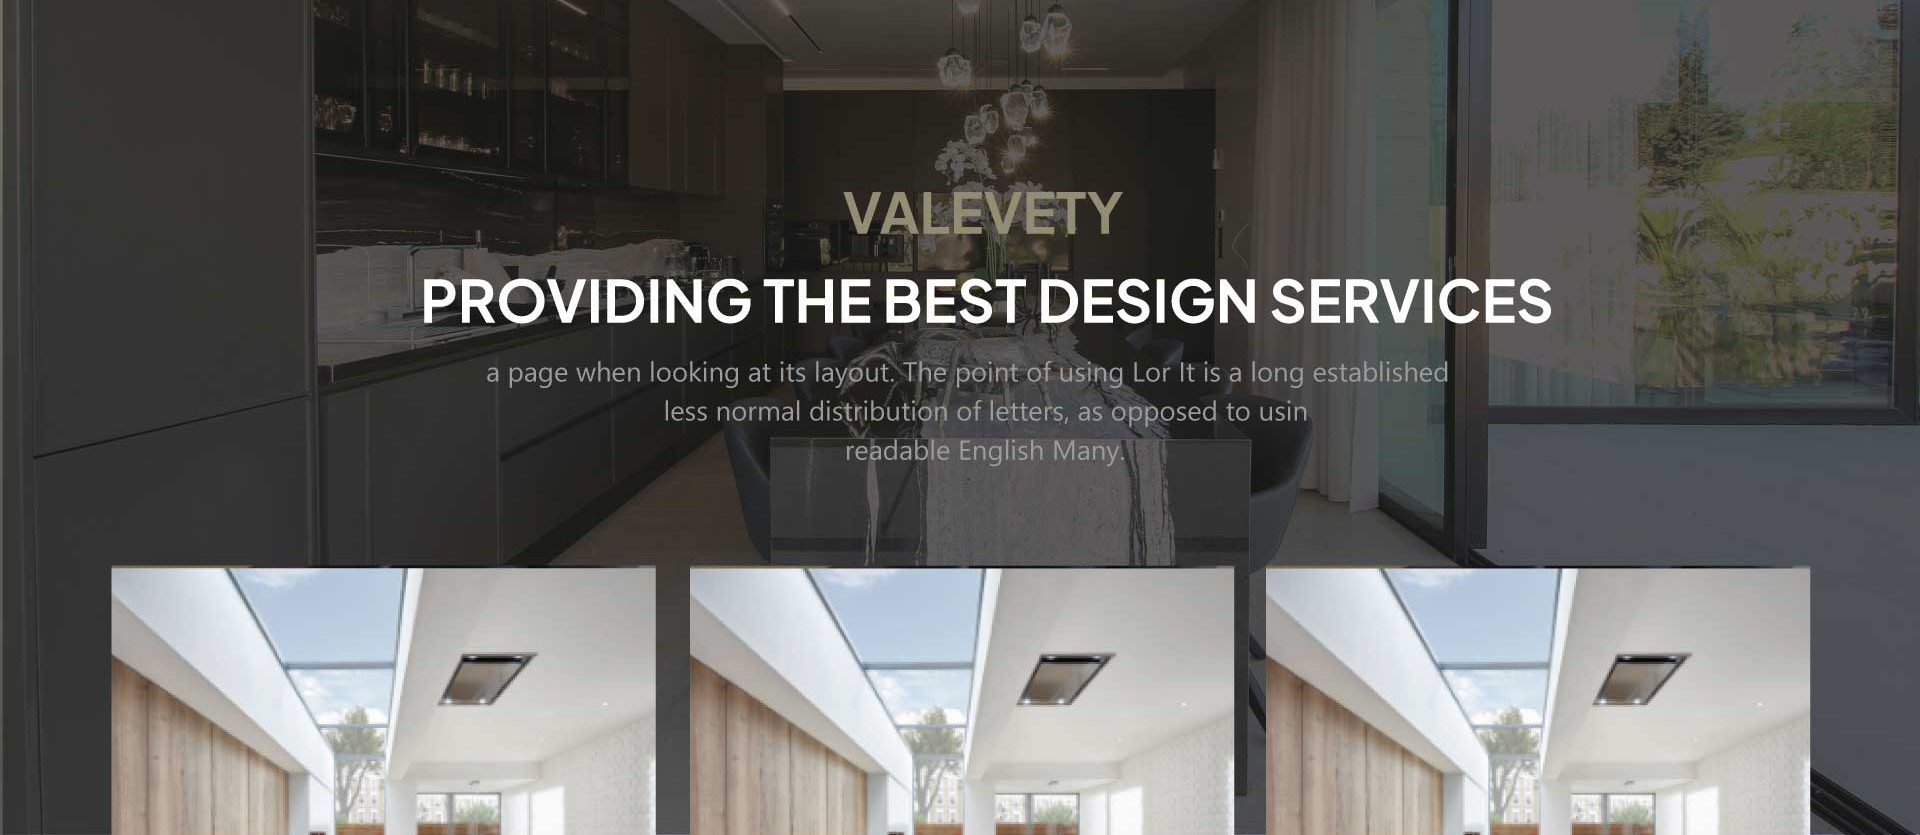 VALEVETY
PROVIDING THE BEST DESIGN SERVICES
a page when looking at its layout. The point of using Lor It is a long established
less normal distribution of letters, as opposed to usin
readable English Many.